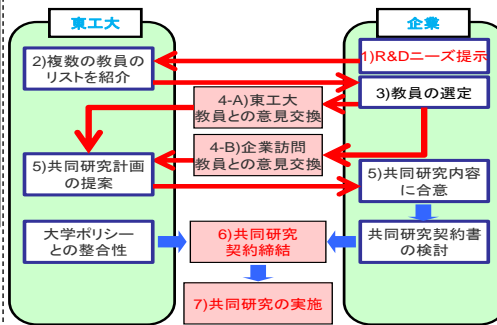 東工大
企業
1)R&Dニーズ提示
2)複数の教員の
リストを紹介
3)教員の選定
4-A)東工大
教員との意見交換
4-B)企業訪問
教員との意見交換
5)共同研究計画
の提案
5)共同研究内容
に合意
大学ポリシー
との整合性
6)共同研究
契約締結
共同研究契約書
の検討
7)共同研究の実施